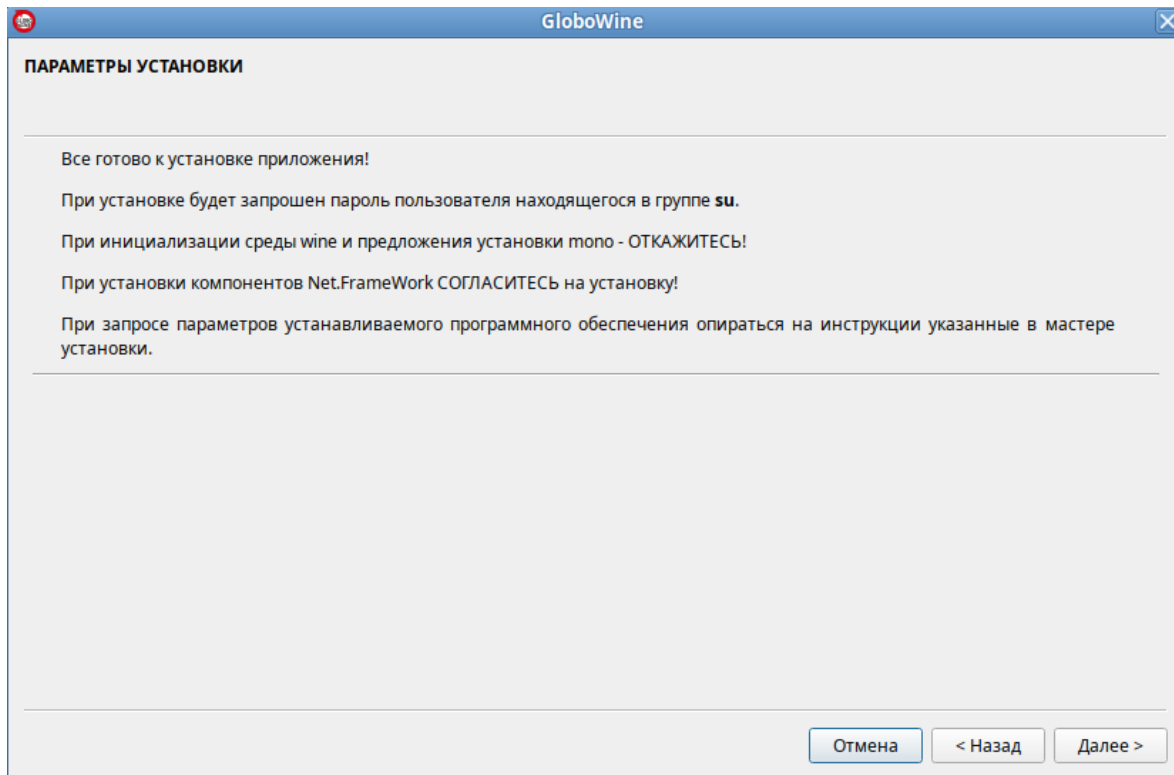 GloboWine
ПАРАМЕТРЫ УСТАНОВКИ
Все готово к установке приложения!
При установке будет запрошен пароль пользователя находящегося в группе su.
При инициализации среды wine и предложения установки mono - ОТКАЖИТЕСЬ!
При установки компонентов Net.FrameWork СОГЛАСИТЕСЬ на установку!
При запросе параметров устанавливаемого программного обеспечения опираться на инструкции указанные в мастере
установки.
Отмена < Назад Далее >